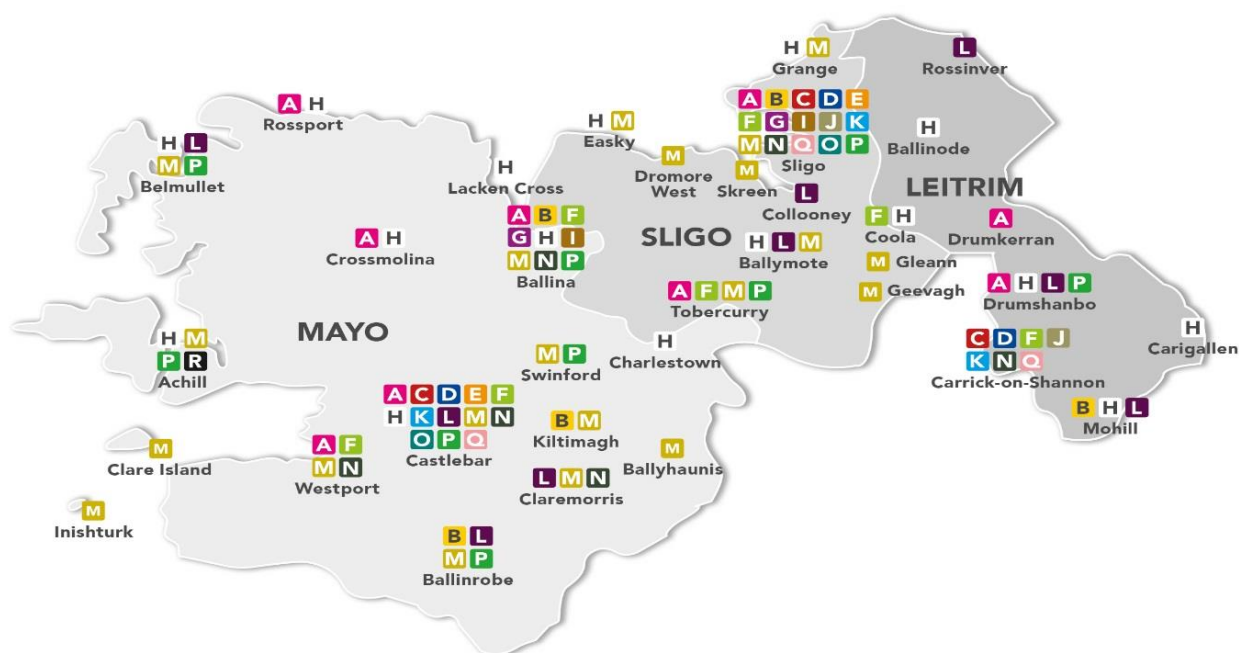 H M
Grange
L
Rossinver
A H
Rossport
A B C D E
F G I J K
M N Q O P
Sligo
H M
Easky
H
Ballinode
H L
M P
Belmullet
M
Dromore
West
M
Skreen
H
Lacken Cross
LEITRIM
L
Collooney
A B F
G H I
M N P
Ballina
F H
Coola
A
Drumkerran
A H
Crossmolina
SLIGO
H L M
Ballymote
M Gleann
M Geevagh
A F M P
Tobercurry
A H L P
Drumshanbo
MAYO
H M
P R
Achill
H
Charlestown
H
Carigallen
C D F J
K N Q
Carrick-on-Shannon
M P
Swinford
A C D E F
H K L M N
O P Q
Castlebar
B M
Kiltimagh
B H L
Mohill
M
Clare Island
A F
M N
Westport
M
Ballyhaunis
L M N
Claremorris
M
Inishturk
B L
M P
Ballinrobe